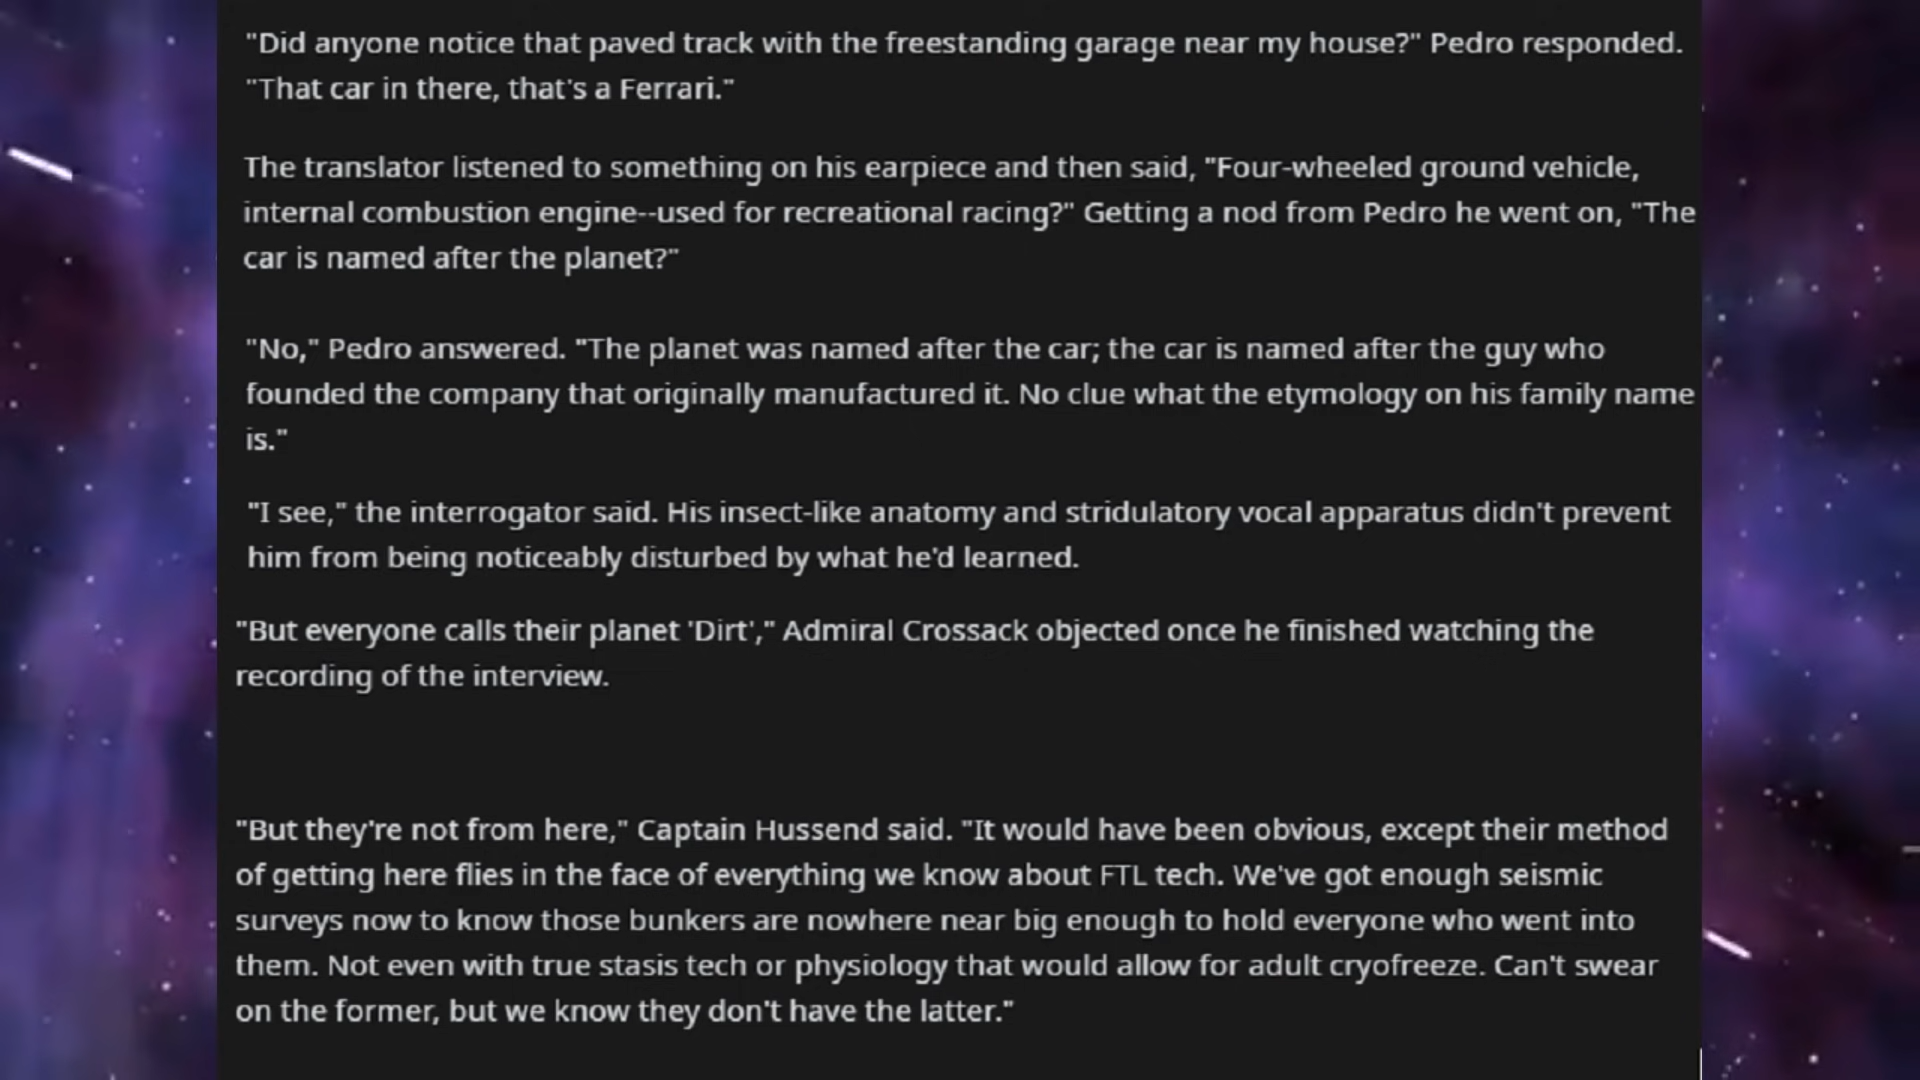 "Did anyone notice that paved track with the freestanding garage near my house?" Pedro responded.
"That car in there, that's a Ferrari."
The translator listened to something on his earpiece and then said, "Four-wheeled ground vehicle,
internal combustion engine--used for recreational racing?" Getting a nod from Pedro he went on, "The
car is named after the planet?"
"No," Pedro answered. "The planet was named after the car; the car is named after the guy who
founded the company that originally manufactured it. No clue what the etymology on his family name
is."
"I see," the interrogator said. His insect-like anatomy and stridulatory vocal apparatus didn't prevent
him from being noticeably disturbed by what he'd learned.
"But everyone calls their planet 'Dirt'," Admiral Crossack objected once he finished watching the
recording of the interview.
"But they're not from here," Captain Hussend said. "It would have been obvious, except their method
of getting here flies in the face of everything we know about FTL tech. We've got enough seismic
surveys now to know those bunkers are nowhere near big enough to hold everyone who went into
them. Not even with true stasis tech or physiology that would allow for adult cryofreeze. Can't swear
on the former, but we know they don't have the latter."